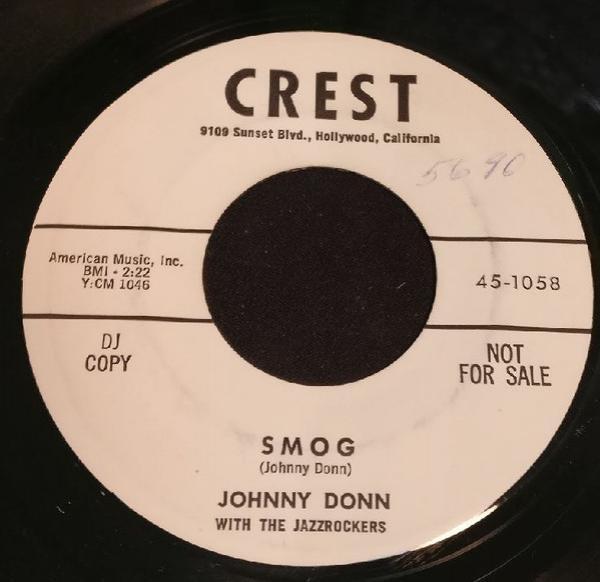 CREST
9109 Sunset Blvd., Hollywood, California
5690
American Music, Inc.
BMI - 2:22
Y:CM 1046
45-1058
DJ
COPY
NOT
FOR SALE
SMOG
(Johnny Donn)
JOHNNY DONN
WITH THE JAZZROCKERS